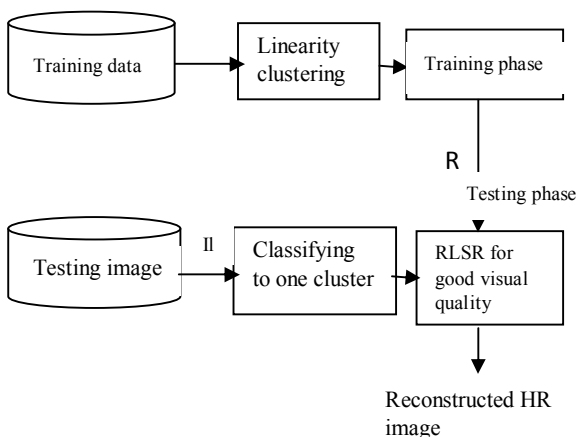 Training data
Linearity
clustering
Training phase
R
Testing phase
Testing image
Il
Classifying
to one cluster
RLSR for
good visual
quality
Reconstructed HR
image